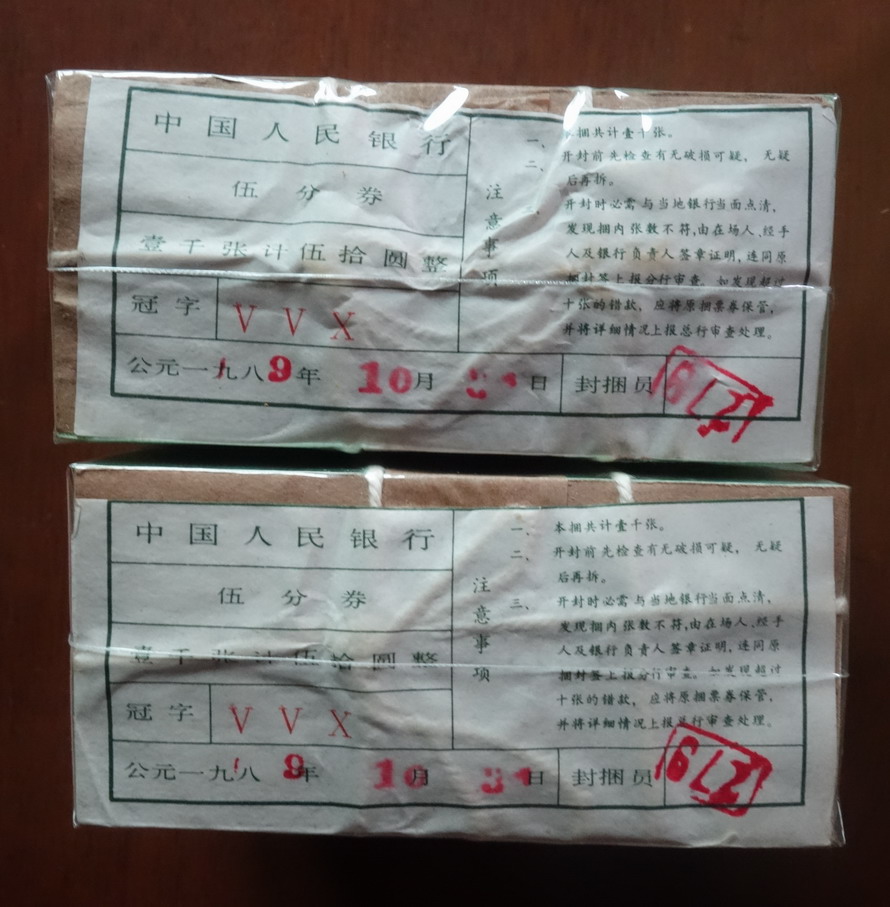 中国人民银行
伍分券
壹千张计伍拾圆整
冠字 VVX
公元一九八9年 10月 31日 封捆员
注意事项
一、本捆共计壹千张。
二、开封前先检查有无破损可疑，无疑
后再拆。
开封时必需与当地银行当面点清，
发现捆内张数不符,由在场人、经手
人及银行负责人签章证明,连同原
捆封签上报分行审查。如发现超过
十张的错款，应将原捆票券保管，
并将详细情况上报总行审查处理。
中国人民银行
伍分券
壹千张计伍拾圆整
冠字 VVX
公元一九八9年 10月 31日 封捆员
注意事项
一、本捆共计壹千张。
二、开封前先检查有无破损可疑，无疑
后再拆。
三、开封时必需与当地银行当面点清，
发现捆内张数不符,由在场人、经手
人及银行负责人签章证明,连同原
捆封签上报分行审查。如发现超过
十张的错款，应将原捆票券保管，
并将详细情况上报总行审查处理。